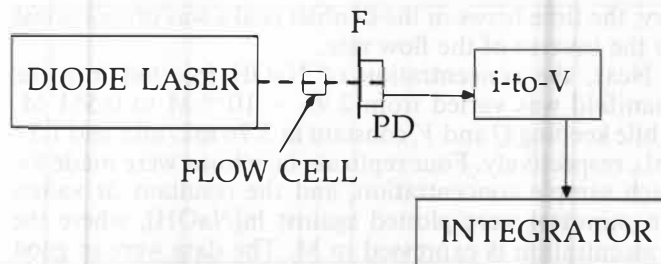 F
DIODE LASER
i-to-V
PD
FLOW CELL
INTEGRATOR